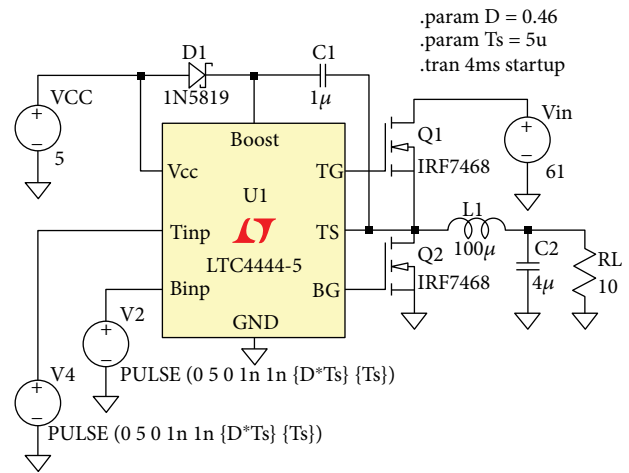 .param D = 0.46
.param Ts = 5u
.tran 4ms startup
D1
C1
VCC
1N5819
1µ
Vin
5
Boost
Q1
Vcc
TG
IRF7468
61
U1
L1
Tinp
TS
100µ
C2
RL
LTC4444-5
Q2
Binp
BG
IRF7468
4µ
10
GND
V2
V4
PULSE (0 5 0 1n 1n {D*Ts} {Ts})
PULSE (0 5 0 1n 1n {D*Ts} {Ts})